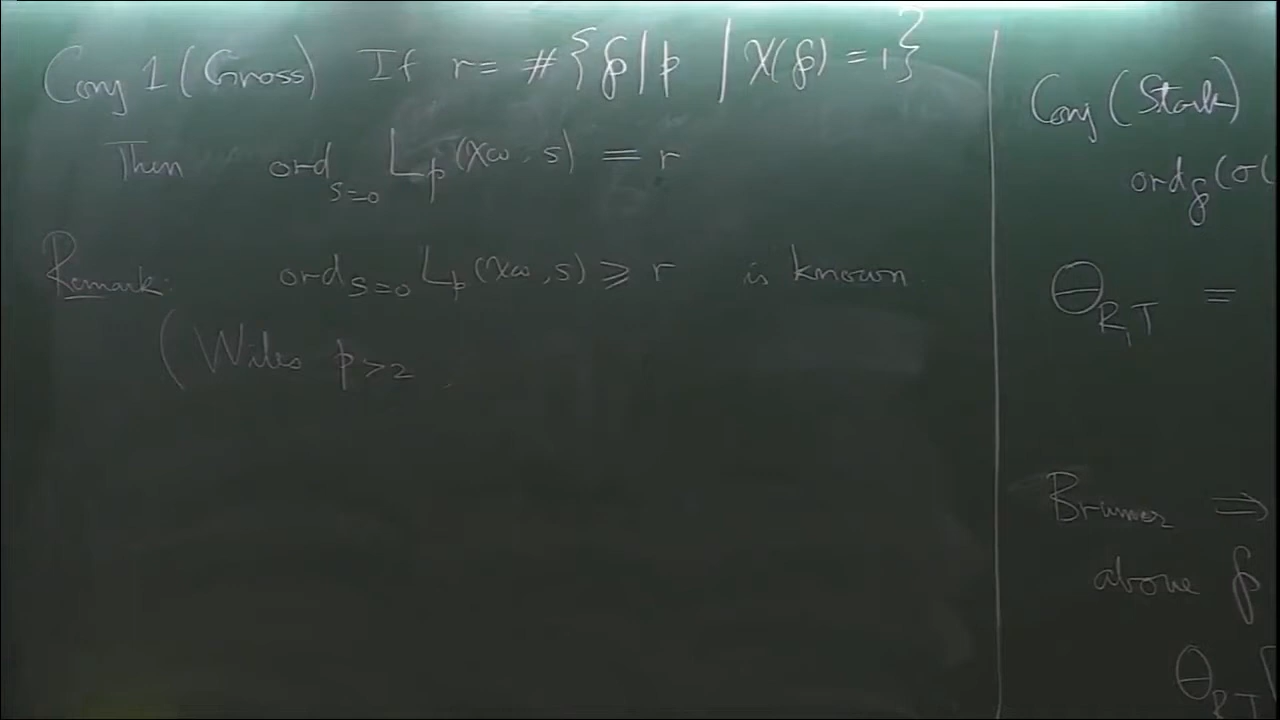 Conj 1 (Gross) If r = #{𝔭 | p | χ(𝔭) = 1}
Then ord_{s=0} L_p(χω, s) = r
Remark: ord_{s=0} L_p(χω, s) ⩾ r is known.
(Wiles p>2,
Conj (Stark)
ord_𝔭(σ(
Θ_{R,T} =
Brumer ⇒
above 𝔭
Θ_{R,T}